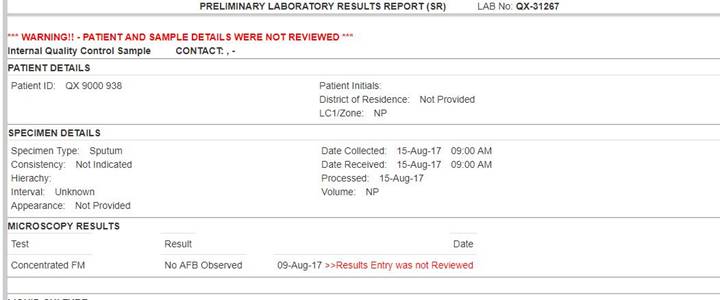 PRELIMINARY LABORATORY RESULTS REPORT (SR) LAB No: QX-31267
*** WARNING!! - PATIENT AND SAMPLE DETAILS WERE NOT REVIEWED ***
Internal Quality Control Sample CONTACT: , -
PATIENT DETAILS
Patient ID: QX 9000 938 Patient Initials:
District of Residence: Not Provided
LC1/Zone: NP
SPECIMEN DETAILS
Specimen Type: Sputum Date Collected: 15-Aug-17 09:00 AM
Consistency: Not Indicated Date Received: 15-Aug-17 09:00 AM
Hierachy: Processed: 15-Aug-17
Interval: Unknown Volume: NP
Appearance: Not Provided
MICROSCOPY RESULTS
Test Result Date
Concentrated FM No AFB Observed 09-Aug-17 >>Results Entry was not Reviewed